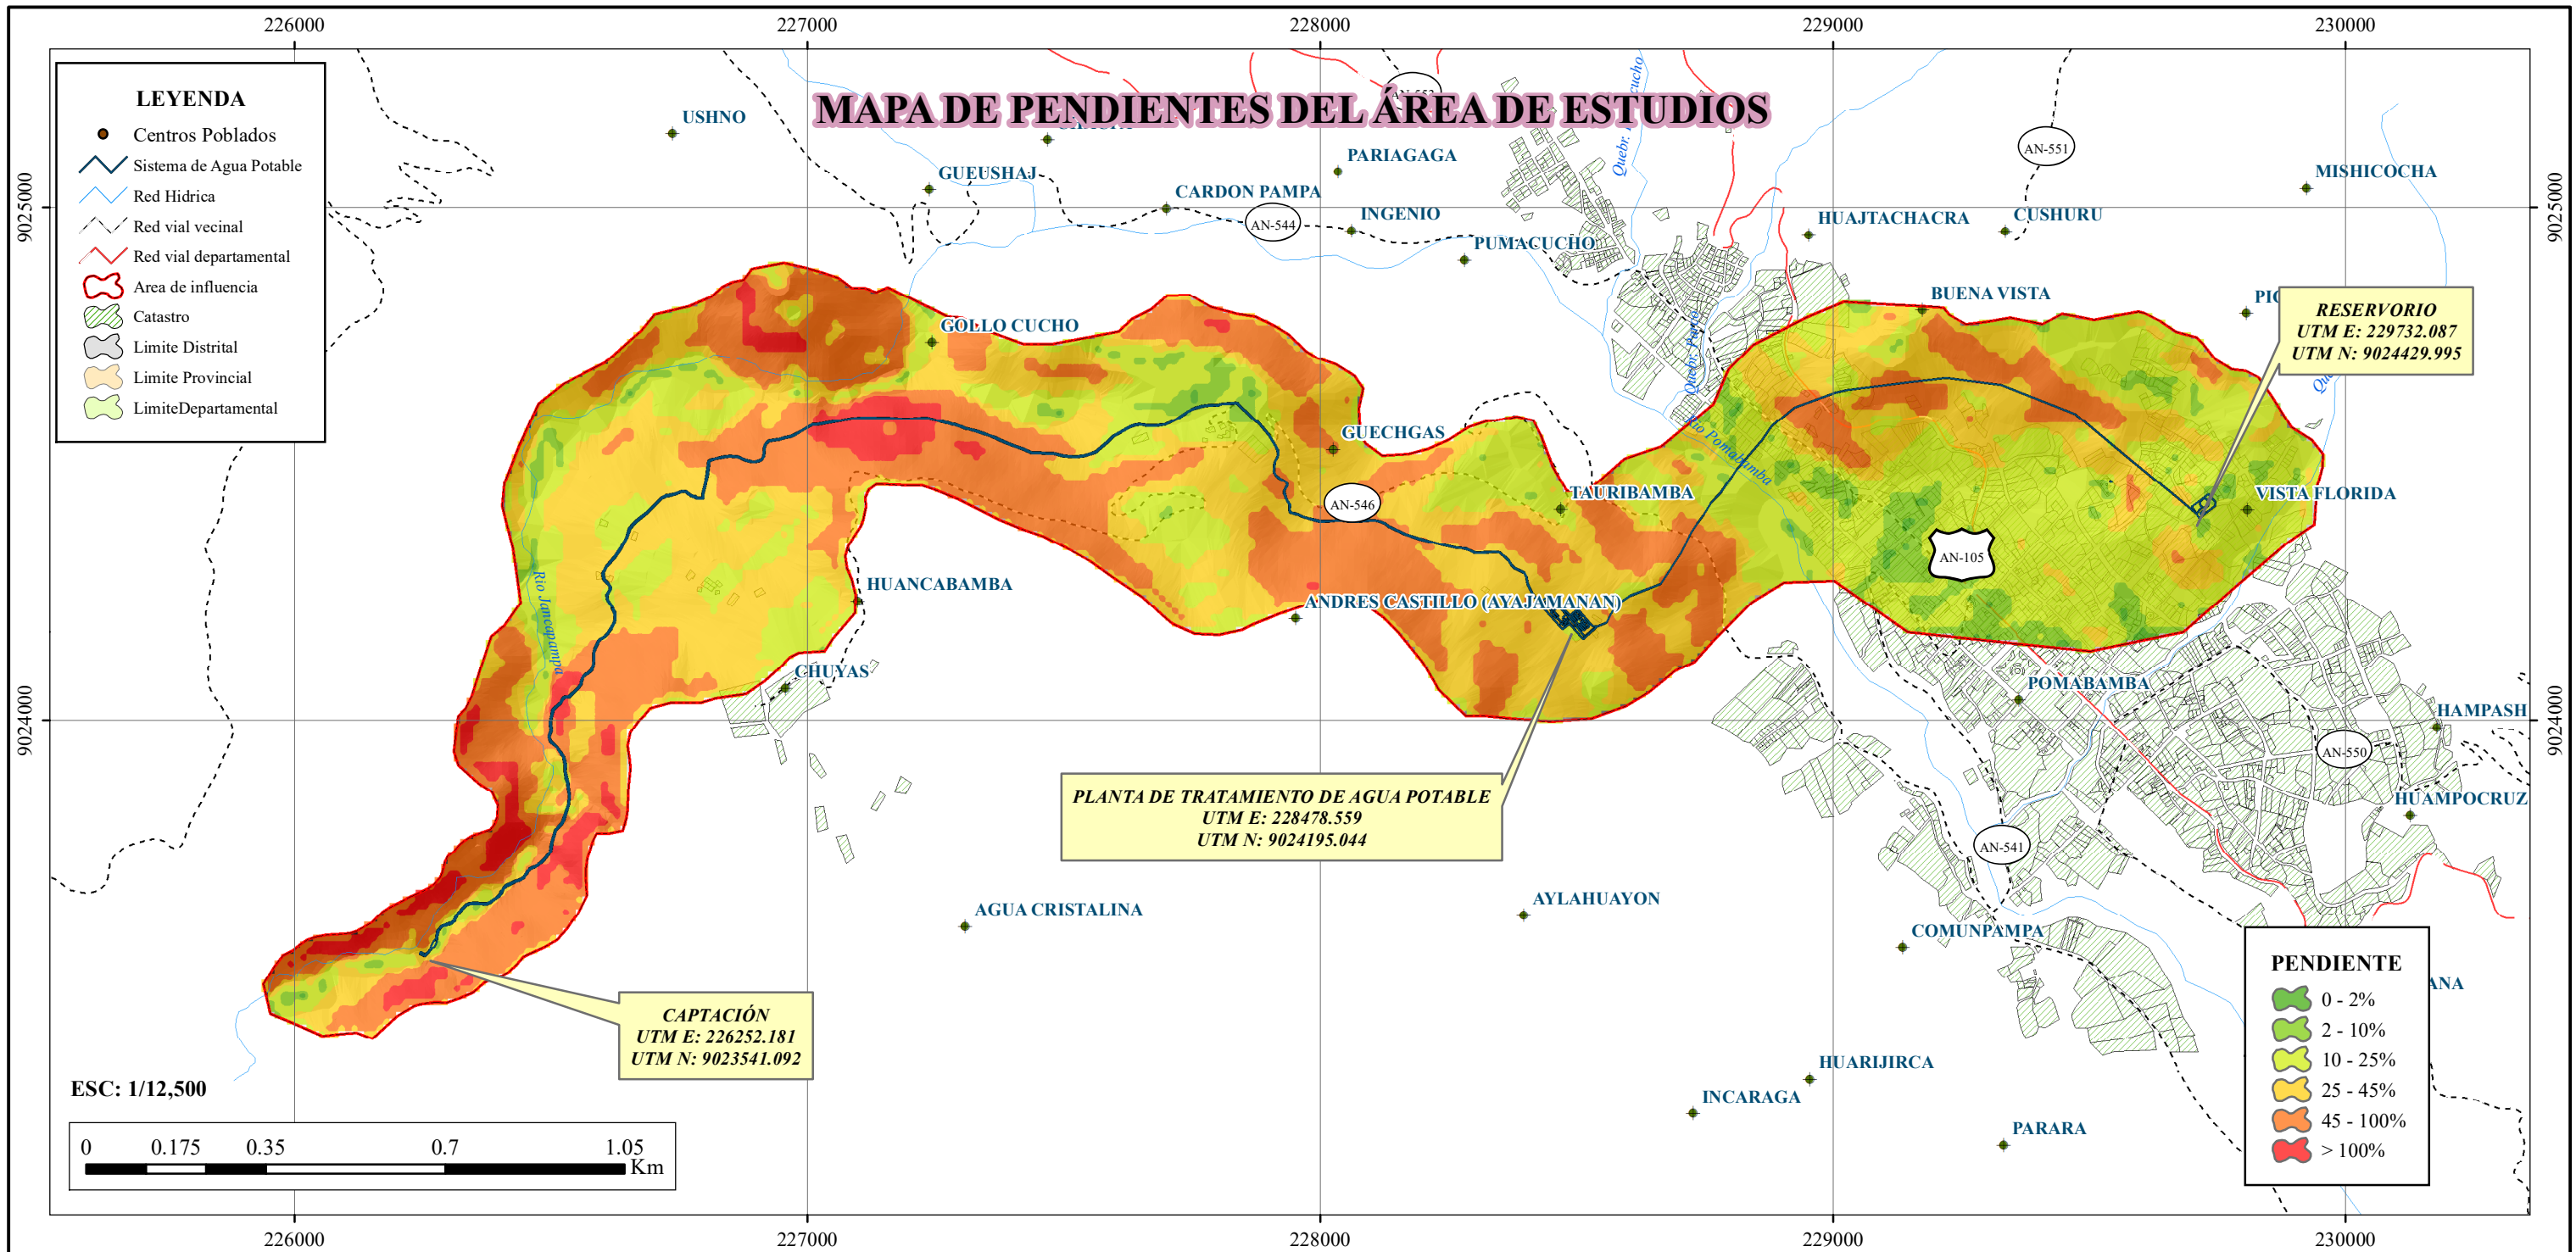 226000
227000
228000
229000
230000
MAPA DE PENDIENTES DEL ÁREA DE ESTUDIOS
LEYENDA
Centros Poblados
Sistema de Agua Potable
Red Hidrica
Red vial vecinal
Red vial departamental
Area de influencia
Catastro
Limite Distrital
Limite Provincial
LimiteDepartamental
9025000
9024000
9025000
9024000
USHNO
GUEUSHAJ
CARDON PAMPA
PARIAGAGA
INGENIO
PUMACUCHO
AN-544
AN-551
MISHICOCHA
HUAJTACHACRA
CUSHURU
BUENA VISTA
RESERVORIO
UTM E: 229732.087
UTM N: 9024429.995
GOLLO CUCHO
GUECHGAS
AN-546
TAURIBAMBA
Rio Pomabamba
VISTA FLORIDA
AN-105
Rio Jancapampa
HUANCABAMBA
ANDRES CASTILLO (AYAJAMANAN)
CHUYAS
POMABAMBA
HAMPASH
AN-550
HUAMPOCRUZ
PLANTA DE TRATAMIENTO DE AGUA POTABLE
UTM E: 228478.559
UTM N: 9024195.044
AN-541
AGUA CRISTALINA
AYLAHUAYON
COMUNPAMPA
CAPTACIÓN
UTM E: 226252.181
UTM N: 9023541.092
HUARIJIRCA
INCARAGA
PARARA
PENDIENTE
0 - 2%
2 - 10%
10 - 25%
25 - 45%
45 - 100%
> 100%
ESC: 1/12,500
0 0.175 0.35 0.7 1.05
Km
226000
227000
228000
229000
230000